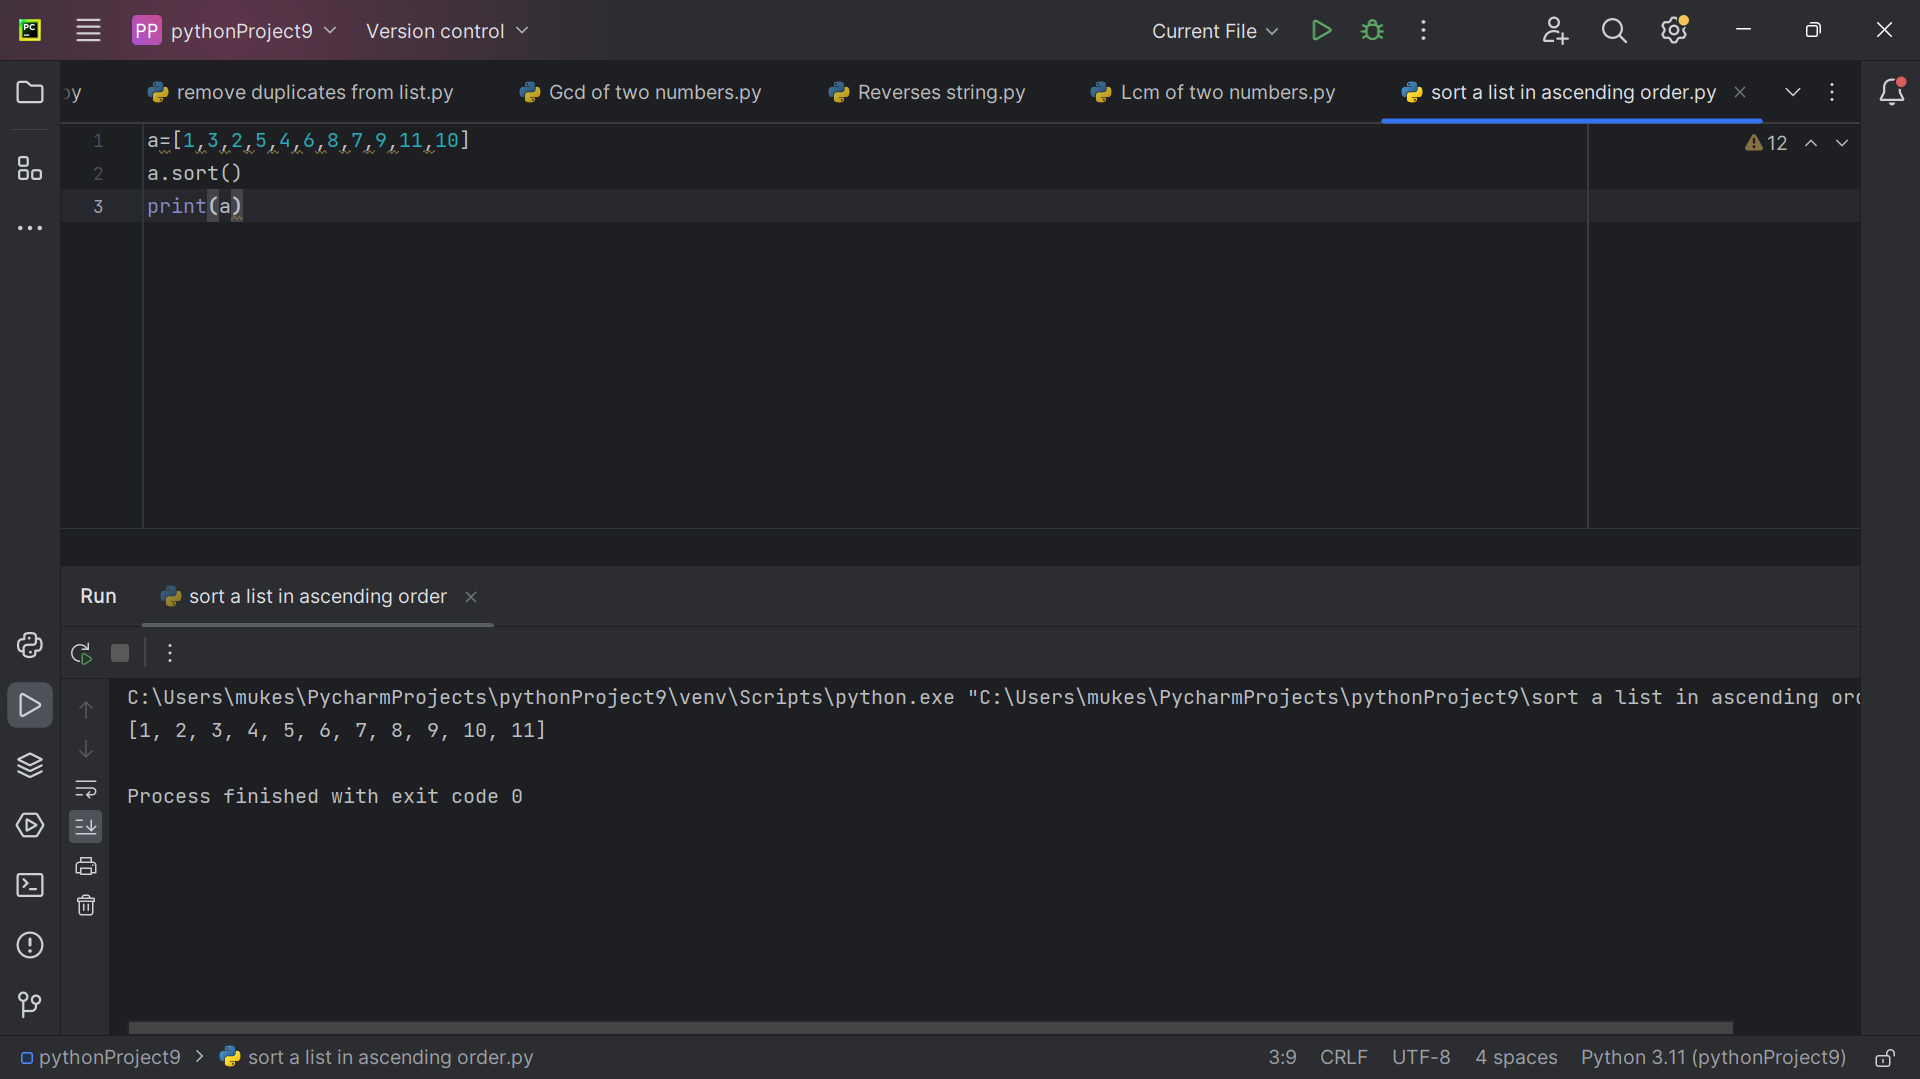 PC
PP pythonProject9 Version control Current File
py remove duplicates from list.py Gcd of two numbers.py Reverses string.py Lcm of two numbers.py sort a list in ascending order.py
1 a=[1,3,2,5,4,6,8,7,9,11,10] 12
2 a.sort()
3 print(a)
Run sort a list in ascending order
C:\Users\mukes\PycharmProjects\pythonProject9\venv\Scripts\python.exe "C:\Users\mukes\PycharmProjects\pythonProject9\sort a list in ascending
[1, 2, 3, 4, 5, 6, 7, 8, 9, 10, 11]
Process finished with exit code 0
pythonProject9 > sort a list in ascending order.py 3:9 CRLF UTF-8 4 spaces Python 3.11 (pythonProject9)